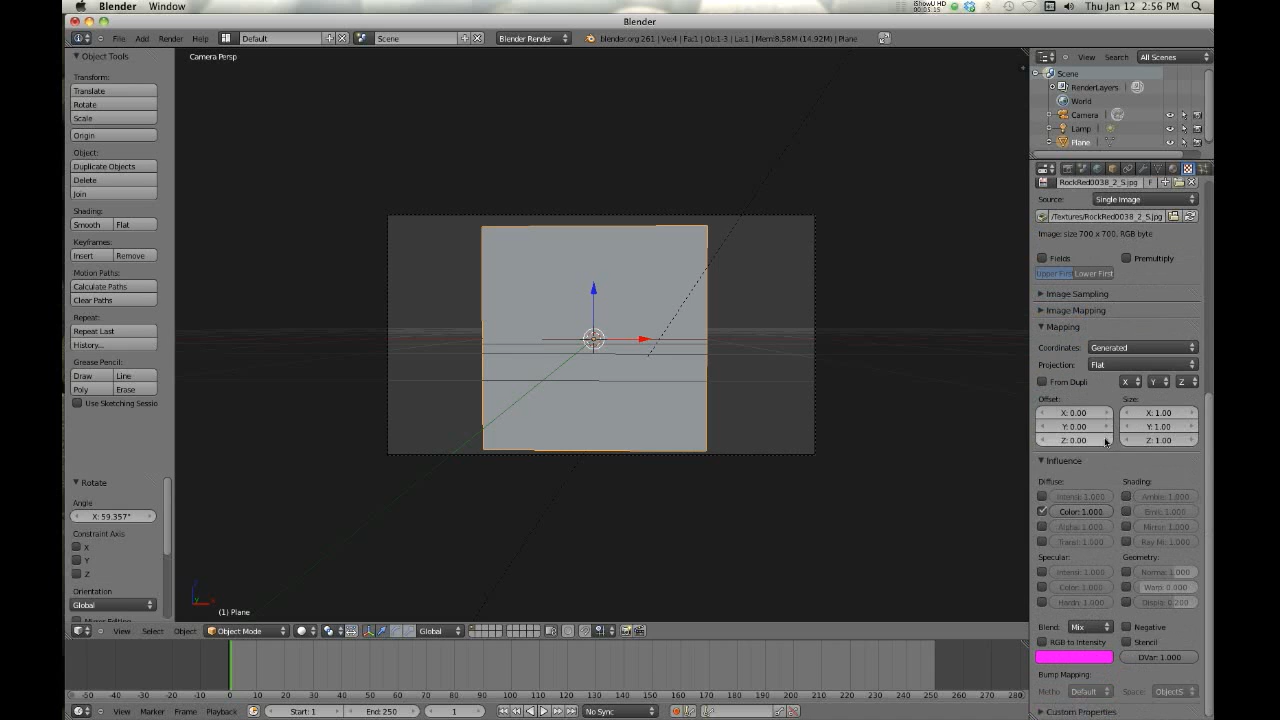 Blender Window iShowU HD 00:03:15 Thu Jan 12 2:56 PM
Blender
File Add Render Help Default Scene Blender Render blender.org 261 | Ve:4 | Fa:1 | Ob:1-3 | La:1 | Mem:8.58M (14.92M) | Plane
Object Tools
Transform:
Translate
Rotate
Scale
Origin
Object:
Duplicate Objects
Delete
Join
Shading:
Smooth Flat
Keyframes:
Insert Remove
Motion Paths:
Calculate Paths
Clear Paths
Repeat:
Repeat Last
History...
Grease Pencil:
Draw Line
Poly Erase
Use Sketching Sessio
Rotate
Angle
X: 59.357°
Constraint Axis
X
Y
Z
Orientation
Global
Camera Persp
(1) Plane
View Select Object Object Mode Global
-50 -40 -30 -20 -10 0 10 20 30 40 50 60 70 80 90 100 110 120 130 140 150 160 170 180 190 200 210 220 230 240 250 260 270 280
View Marker Frame Playback Start: 1 End: 250 1 No Sync
View Search All Scenes
Scene
RenderLayers
World
Camera
Lamp
Plane
RockRed0038_2_S.jpg F
Source: Single Image
/Textures/RockRed0038_2_S.jpg
Image: size 700 x 700, RGB byte
Fields Premultiply
Upper First Lower First
Image Sampling
Image Mapping
Mapping
Coordinates: Generated
Projection: Flat
From Dupli X Y Z
Offset: Size:
X: 0.00 X: 1.00
Y: 0.00 Y: 1.00
Z: 0.00 Z: 1.00
Influence
Diffuse: Shading:
Intensi: 1.000 Ambie: 1.000
Color: 1.000 Emit: 1.000
Alpha: 1.000 Mirror: 1.000
Transl: 1.000 Ray Mi: 1.000
Specular: Geometry:
Intensi: 1.000 Normal: 1.000
Color: 1.000 Warp: 0.000
Hardn: 1.000 Displa: 0.200
Blend: Mix Negative
RGB to Intensity Stencil
DVar: 1.000
Bump Mapping:
Metho Default Space: ObjectS
Custom Properties